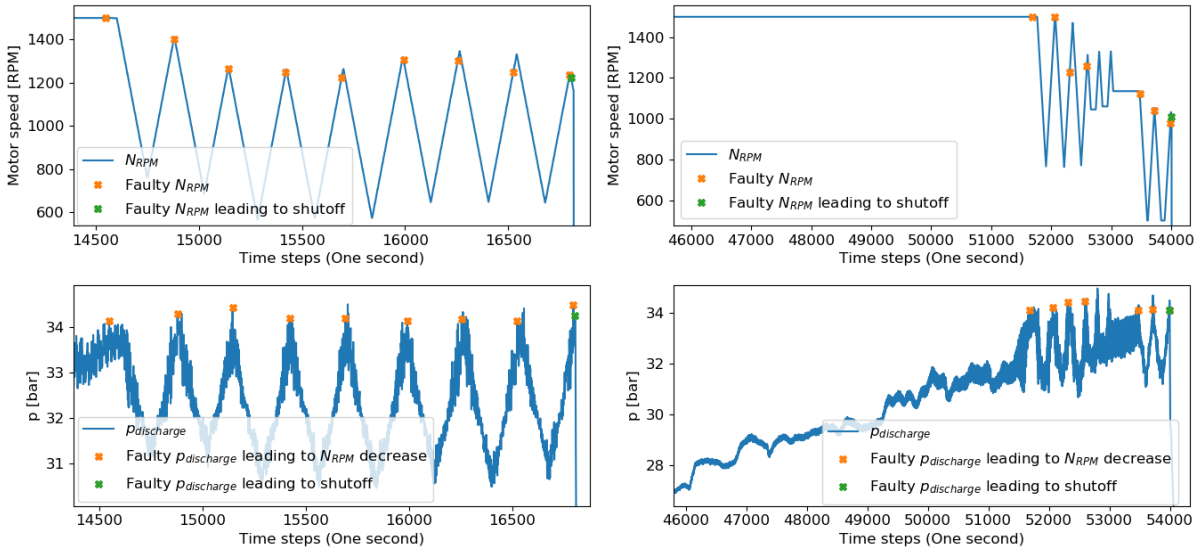 Motor speed [RPM]
1400
1200
1000
800
600
N_RPM
Faulty N_RPM
Faulty N_RPM leading to shutoff
14500 15000 15500 16000 16500
Time steps (One second)
Motor speed [RPM]
1400
1200
1000
800
600
N_RPM
Faulty N_RPM
Faulty N_RPM leading to shutoff
46000 47000 48000 49000 50000 51000 52000 53000 54000
Time steps (One second)
p [bar]
34
33
32
31
p_discharge
Faulty p_discharge leading to N_RPM decrease
Faulty p_discharge leading to shutoff
14500 15000 15500 16000 16500
Time steps (One second)
p [bar]
34
32
30
28
p_discharge
Faulty p_discharge leading to N_RPM decrease
Faulty p_discharge leading to shutoff
46000 47000 48000 49000 50000 51000 52000 53000 54000
Time steps (One second)